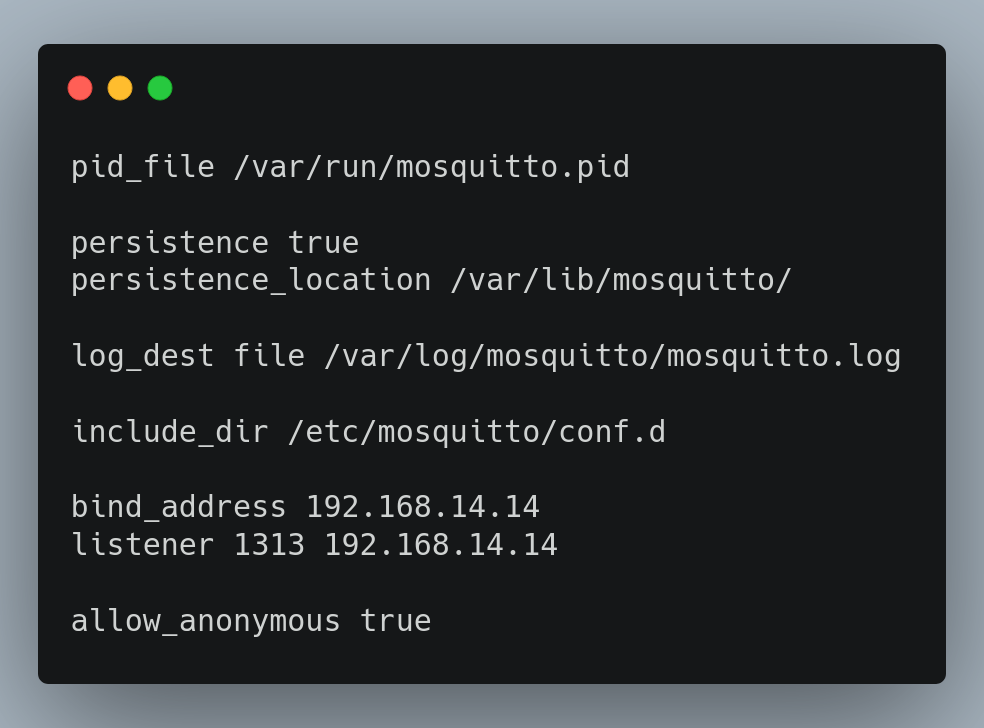 pid_file /var/run/mosquitto.pid
persistence true
persistence_location /var/lib/mosquitto/
log_dest file /var/log/mosquitto/mosquitto.log
include_dir /etc/mosquitto/conf.d
bind_address 192.168.14.14
listener 1313 192.168.14.14
allow_anonymous true